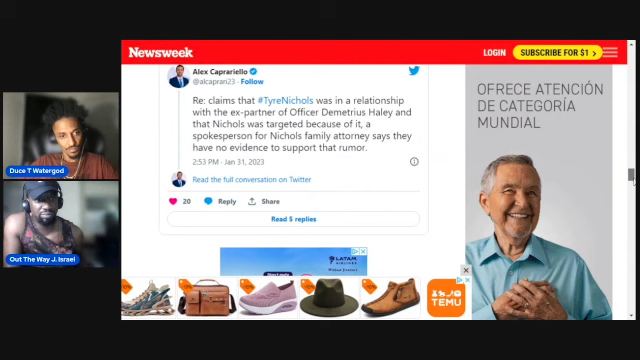 Newsweek
LOGIN
SUBSCRIBE FOR $1 >
Alex Caprariello
@alcaprari23 · Follow
Re: claims that #TyreNichols was in a relationship
with the ex-partner of Officer Demetrius Haley and
that Nichols was targeted because of it, a
spokesperson for Nichols family attorney says they
have no evidence to support that rumor.
2:53 PM · Jan 31, 2023
Read the full conversation on Twitter
20
Reply
Share
Read 5 replies
OFRECE ATENCIÓN
DE CATEGORÍA
MUNDIAL
Duce T Watergod
Out The Way J. Israel
LATAM
AIRLINES
TEMU